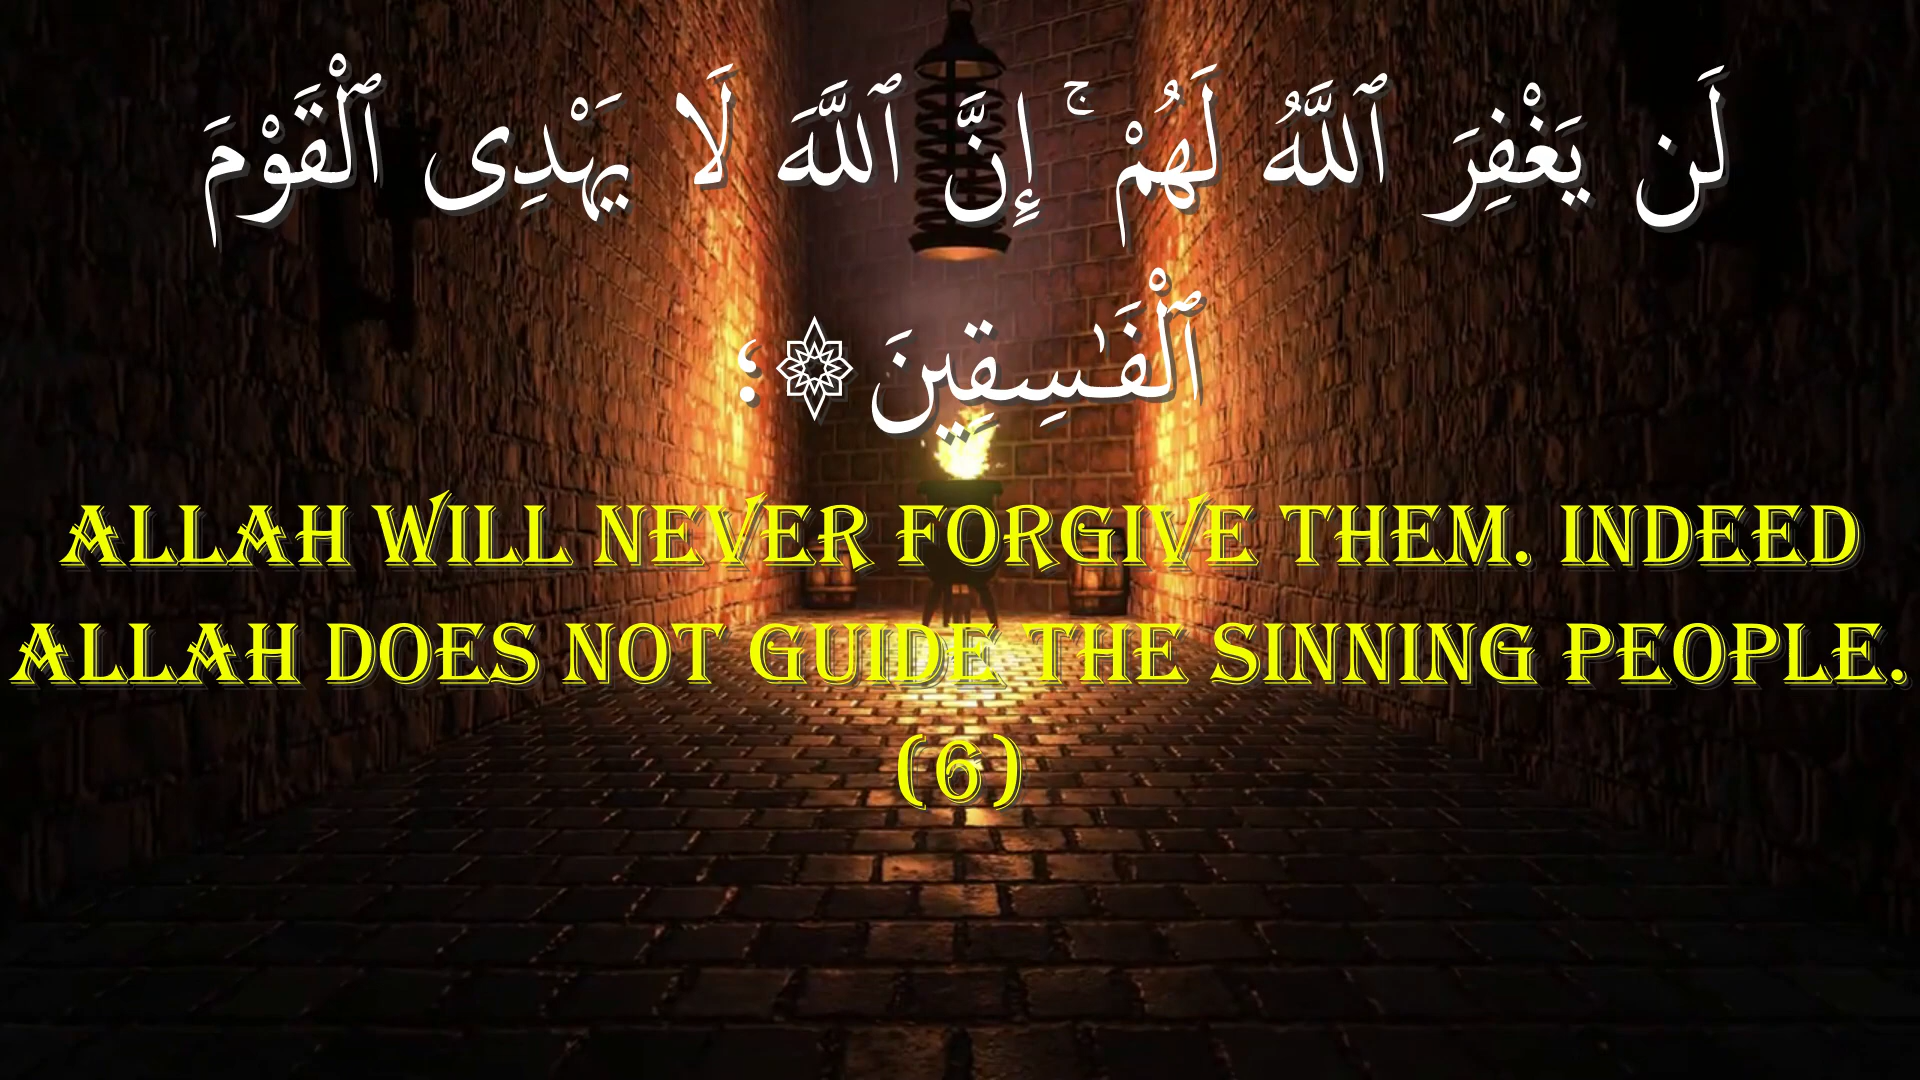 لَن يَغْفِرَ ٱللَّهُ لَهُمْ ۚ إِنَّ ٱللَّهَ لَا يَهْدِى ٱلْقَوْمَ
ٱلْفَـٰسِقِينَ ۞ ؛
ALLAH WILL NEVER FORGIVE THEM. INDEED
ALLAH DOES NOT GUIDE THE SINNING PEOPLE.
(6)